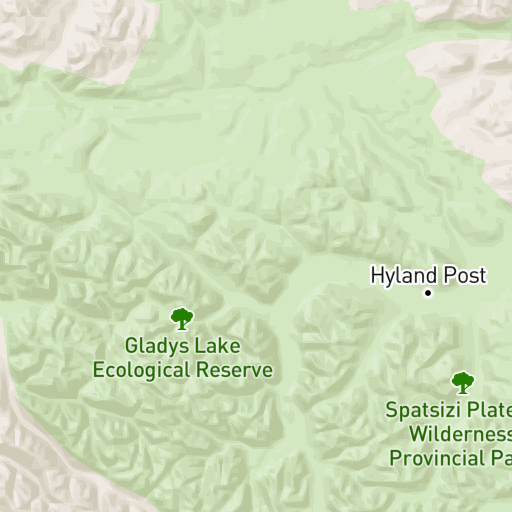 Hyland Post
Gladys Lake
Ecological Reserve
Spatsizi Plate
Wilderness
Provincial Pa